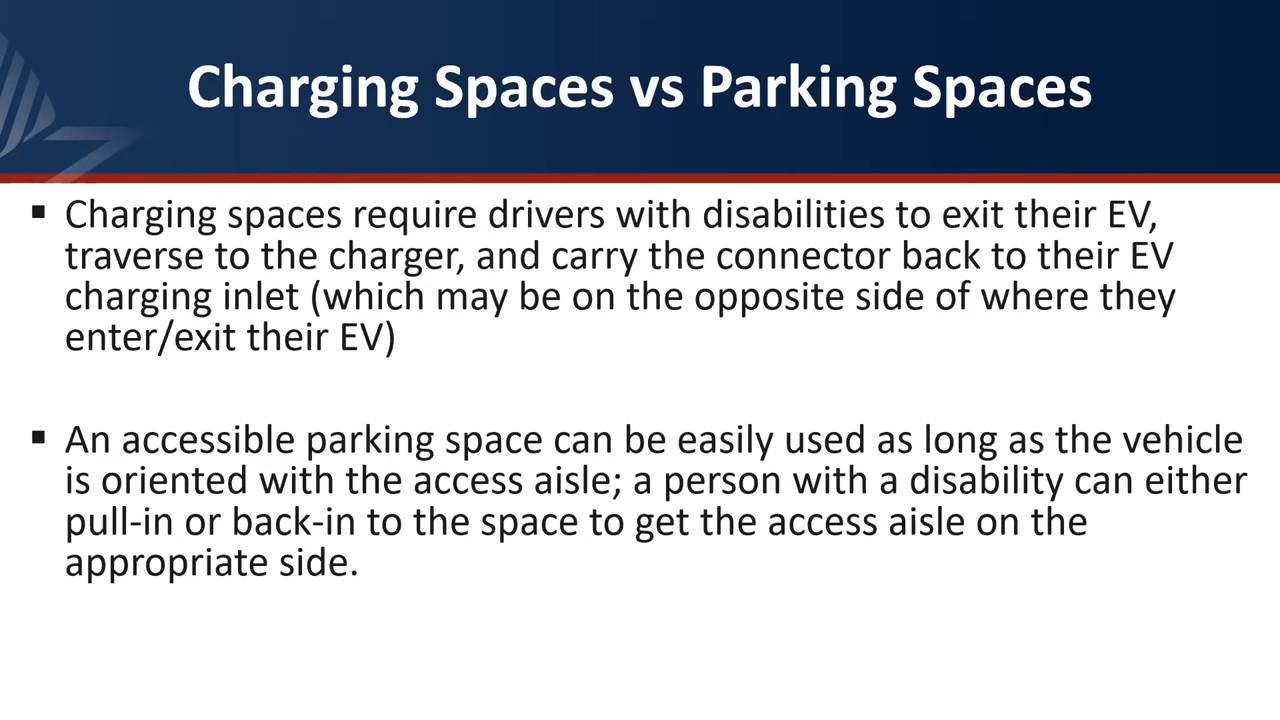 Charging Spaces vs Parking Spaces
▪ Charging spaces require drivers with disabilities to exit their EV,
traverse to the charger, and carry the connector back to their EV
charging inlet (which may be on the opposite side of where they
enter/exit their EV)
▪ An accessible parking space can be easily used as long as the vehicle
is oriented with the access aisle; a person with a disability can either
pull-in or back-in to the space to get the access aisle on the
appropriate side.